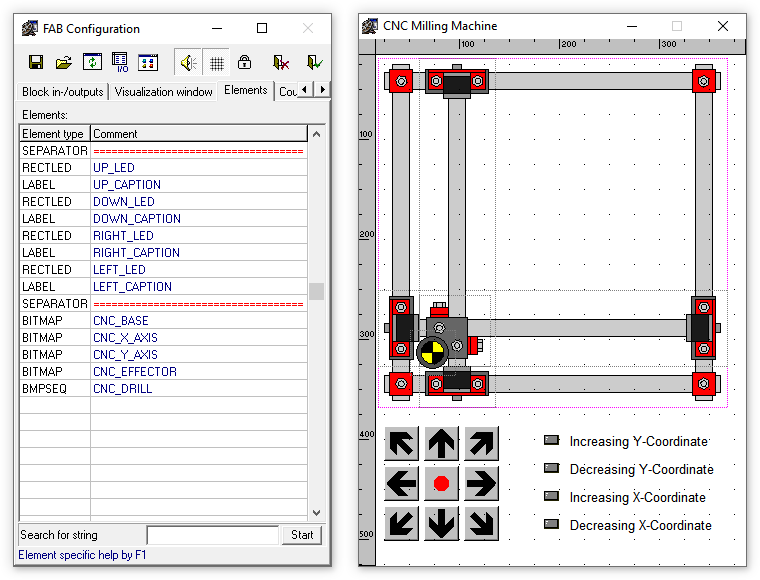 FAB Configuration
I/O
Block in-/outputs
Visualization window
Elements
Cou
Elements:
Element type Comment
SEPARATOR ===================================
RECTLED UP_LED
LABEL UP_CAPTION
RECTLED DOWN_LED
LABEL DOWN_CAPTION
RECTLED RIGHT_LED
LABEL RIGHT_CAPTION
RECTLED LEFT_LED
LABEL LEFT_CAPTION
SEPARATOR ===================================
BITMAP CNC_BASE
BITMAP CNC_X_AXIS
BITMAP CNC_Y_AXIS
BITMAP CNC_EFFECTOR
BMPSEQ CNC_DRILL
Search for string
Start
Element specific help by F1
CNC Milling Machine
100 200 300
100
200
300
400
500
Increasing Y-Coordinate
Decreasing Y-Coordinate
Increasing X-Coordinate
Decreasing X-Coordinate